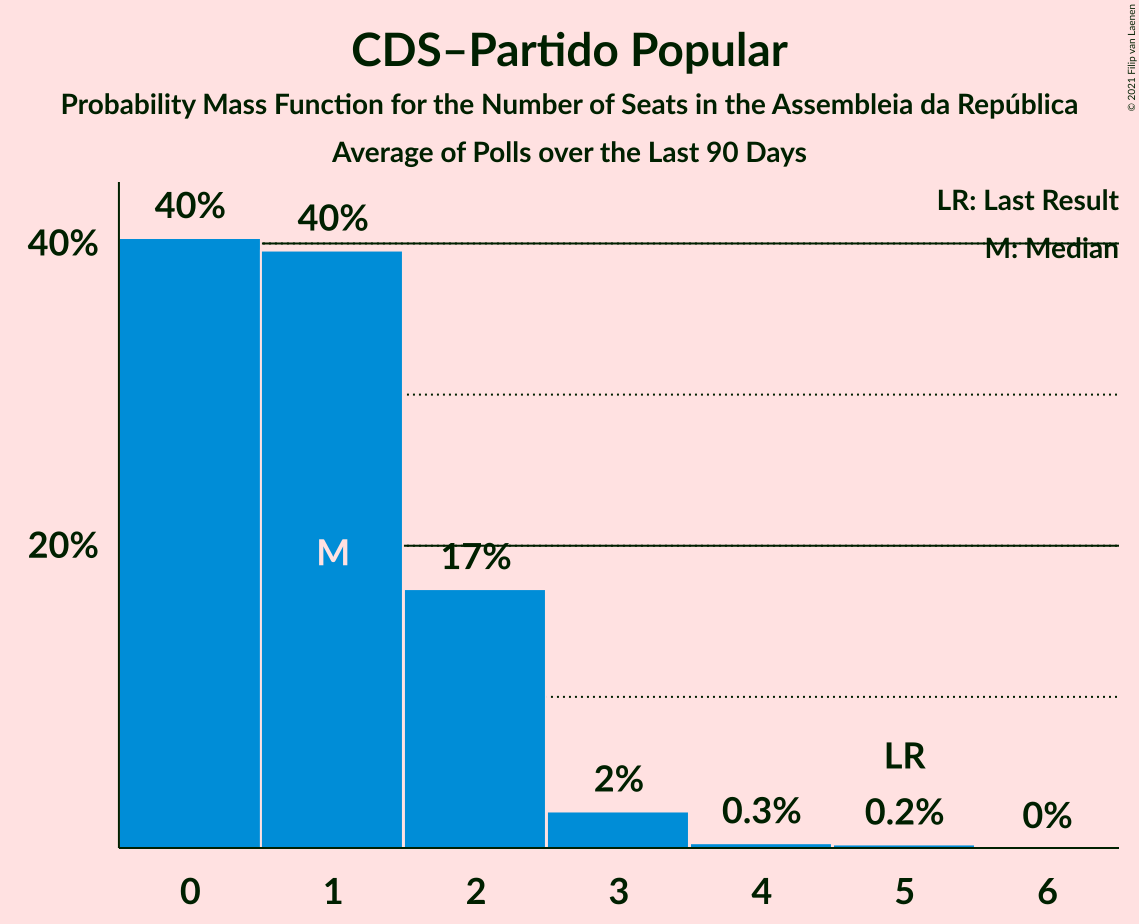 CDS–Partido Popular
Probability Mass Function for the Number of Seats in the Assembleia da República
Average of Polls over the Last 90 Days
© 2021 Filip van Laenen
LR: Last Result
M: Median
40%
20%
40%
40%
M
17%
2%
0.3%
LR
0.2%
0%
0 1 2 3 4 5 6